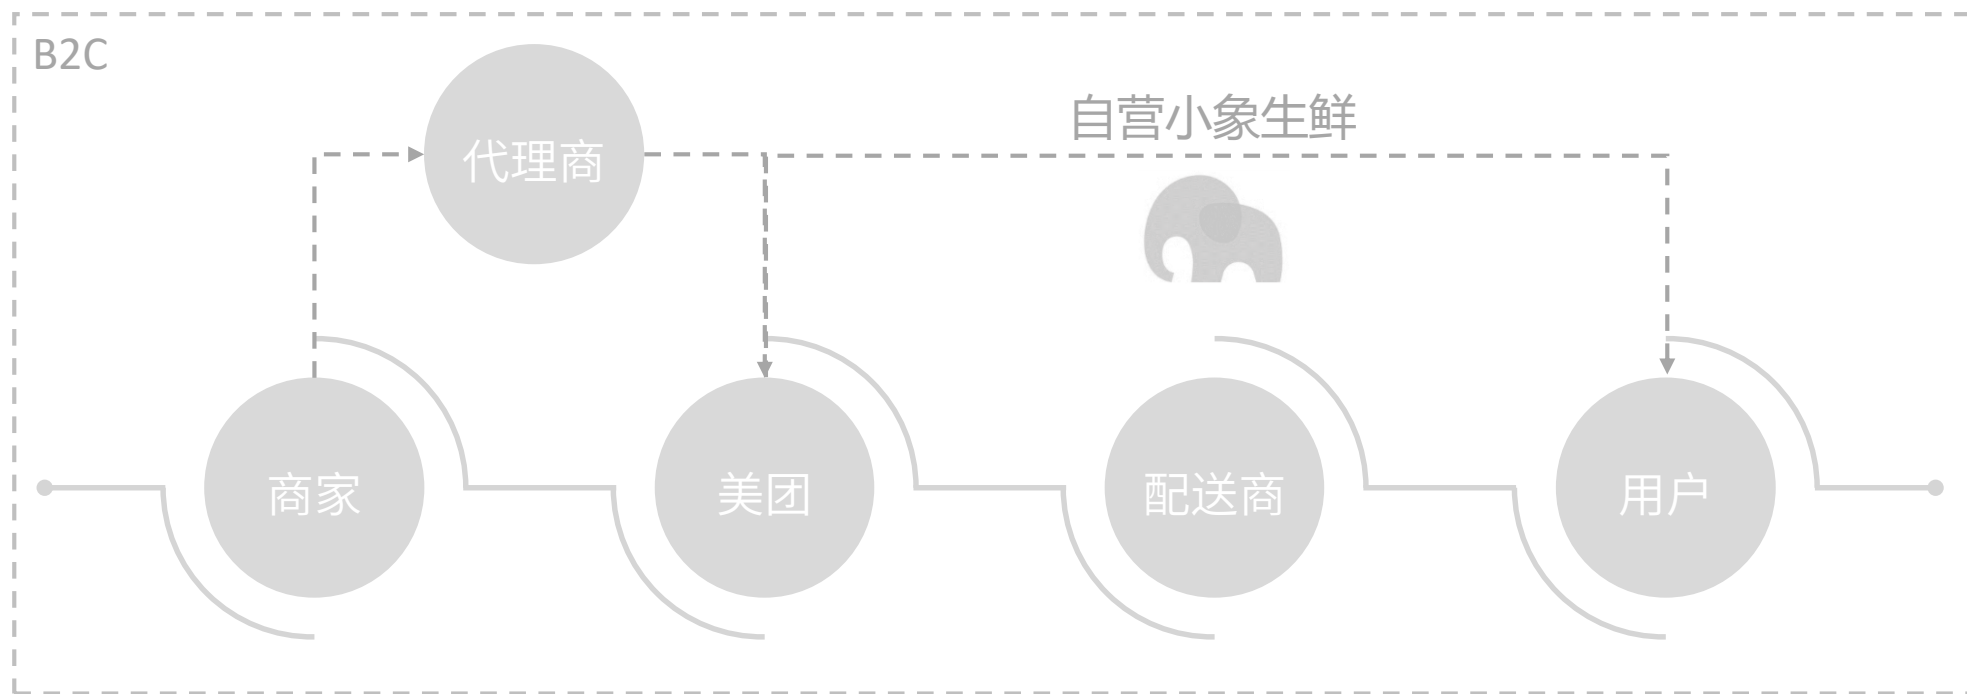 B2C
代理商
自营小象生鲜
商家
美团
配送商
用户